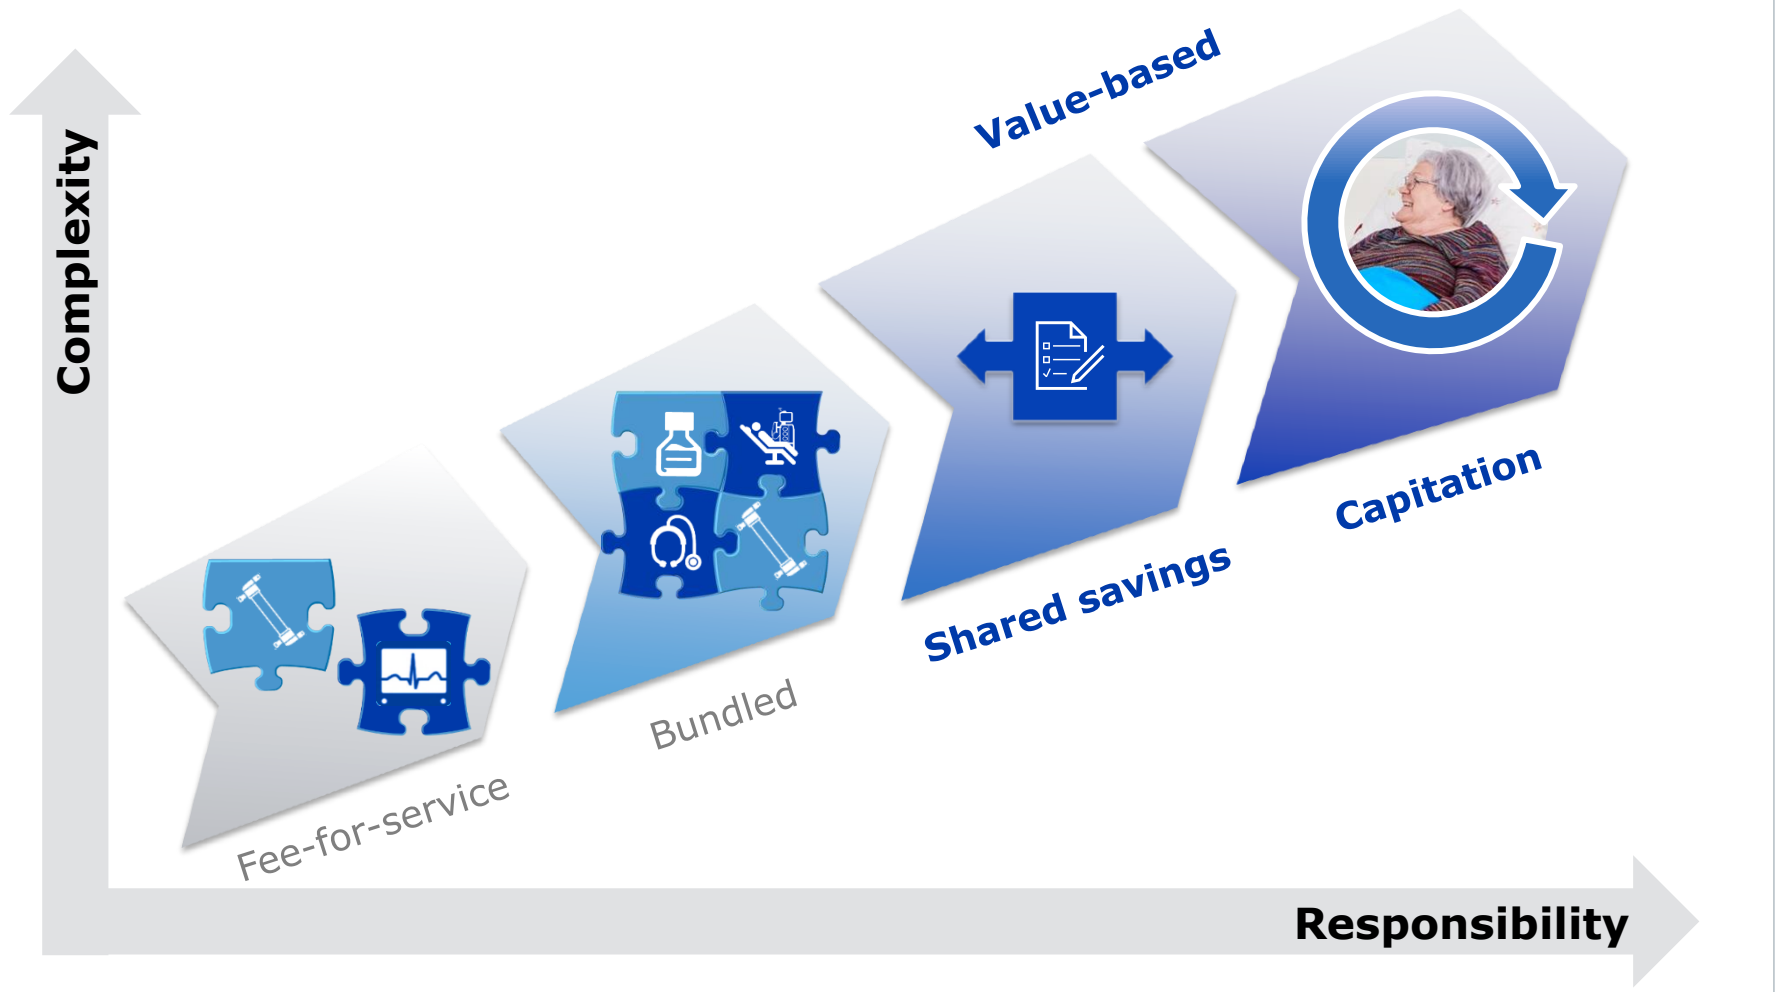 Complexity
Value-based
Capitation
Shared savings
Bundled
Fee-for-service
Responsibility